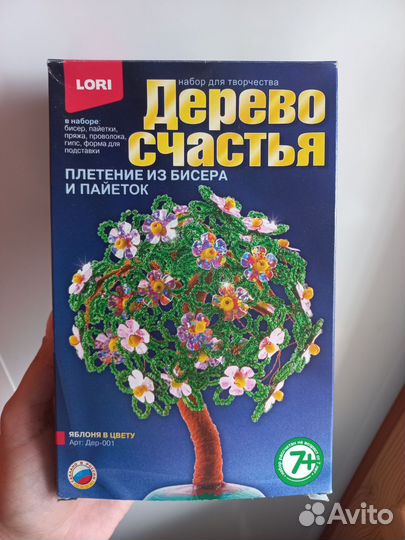 LORI
набор для творчества
Дерево
счастья
в наборе:
бисер, пайетки,
пряжа, проволока,
гипс, форма для
подставки
ПЛЕТЕНИЕ ИЗ БИСЕРА
И ПАЙЕТОК
ЯБЛОНЯ В ЦВЕТУ
Арт: Дер-001
7+
Avito